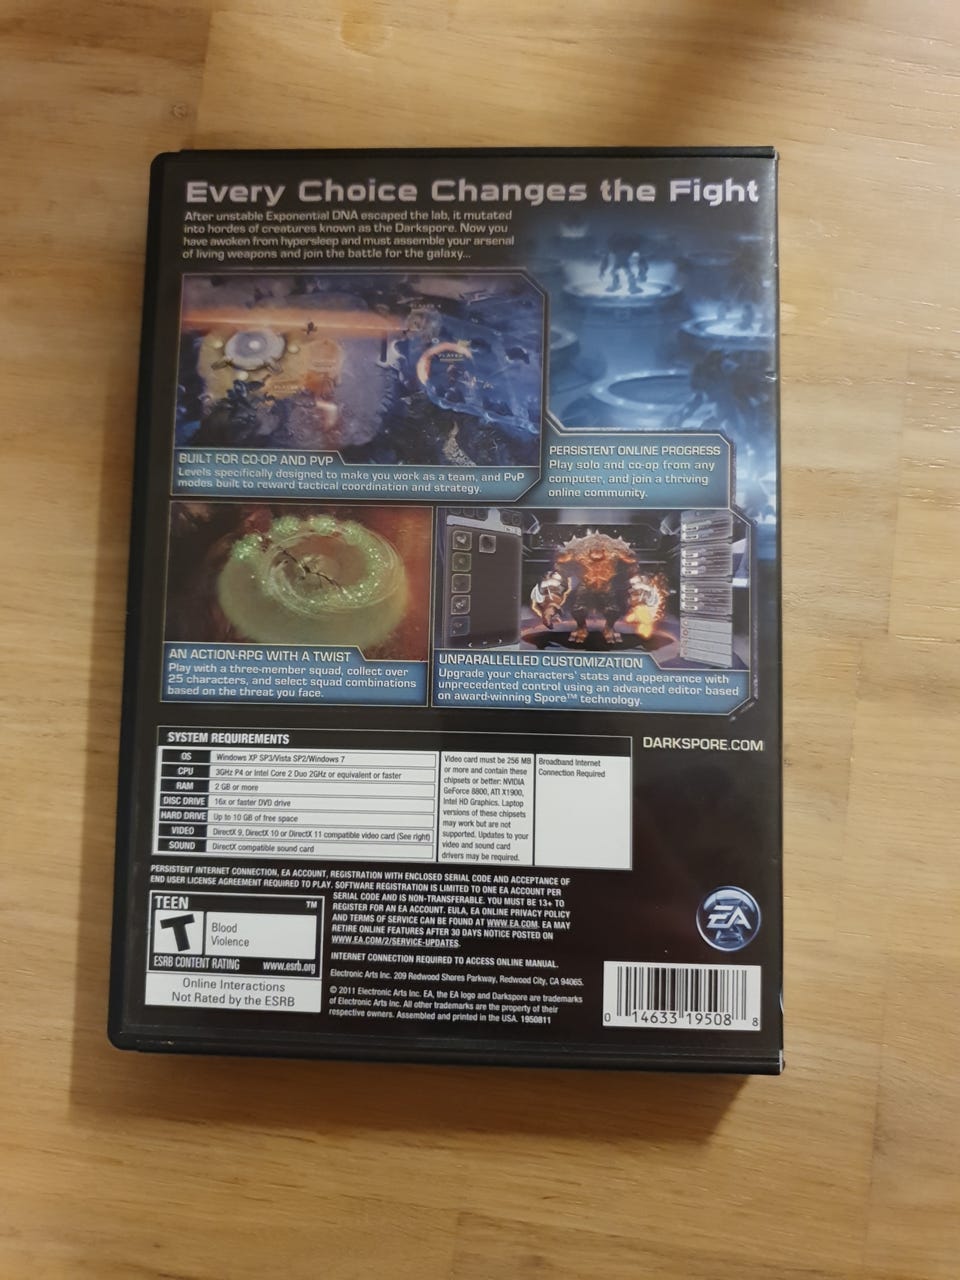 Every Choice Changes the Fight
After unstable Exponential DNA escaped the lab, it mutated
into hordes of creatures known as the Darkspore. Now you
have awoken from hypersleep and must assemble your arsenal
of living weapons and join the battle for the galaxy...
BUILT FOR CO-OP AND PVP
Levels specifically designed to make you work as a team, and PvP
modes built to reward tactical coordination and strategy.
PERSISTENT ONLINE PROGRESS
Play solo and co-op from any
computer, and join a thriving
online community.
AN ACTION-RPG WITH A TWIST
Play with a three-member squad, collect over
25 characters, and select squad combinations
based on the threat you face.
UNPARALLELLED CUSTOMIZATION
Upgrade your characters' stats and appearance with
unprecedented control using an advanced editor based
on award-winning Spore™ technology.
DARKSPORE.COM
SYSTEM REQUIREMENTS
OS Windows XP SP3/Vista SP2/Windows 7
CPU 3GHz P4 or Intel Core 2 Duo 2GHz or equivalent or faster
RAM 2 GB or more
DISC DRIVE 16x or faster DVD drive
HARD DRIVE Up to 10 GB of free space
VIDEO DirectX 9, DirectX 10 or DirectX 11 compatible video card (See right)
SOUND DirectX compatible sound card
Video card must be 256 MB
or more and contain these
chipsets or better: NVIDIA
GeForce 8800, ATI X1900,
Intel HD Graphics. Laptop
versions of these chipsets
may work but are not
supported. Updates to your
video and sound card
drivers may be required.
Broadband Internet
Connection Required
PERSISTENT INTERNET CONNECTION, EA ACCOUNT, REGISTRATION WITH ENCLOSED SERIAL CODE AND ACCEPTANCE OF
END USER LICENSE AGREEMENT REQUIRED TO PLAY. SOFTWARE REGISTRATION IS LIMITED TO ONE EA ACCOUNT PER
SERIAL CODE AND IS NON-TRANSFERABLE. YOU MUST BE 13+ TO
REGISTER FOR AN EA ACCOUNT. EULA, EA ONLINE PRIVACY POLICY
AND TERMS OF SERVICE CAN BE FOUND AT WWW.EA.COM. EA MAY
RETIRE ONLINE FEATURES AFTER 30 DAYS NOTICE POSTED ON
WWW.EA.COM/2/SERVICE-UPDATES.
INTERNET CONNECTION REQUIRED TO ACCESS ONLINE MANUAL.
Electronic Arts Inc. 209 Redwood Shores Parkway, Redwood City, CA 94065.
© 2011 Electronic Arts Inc. EA, the EA logo and Darkspore are trademarks
of Electronic Arts Inc. All other trademarks are the property of their
respective owners. Assembled and printed in the USA. 1950811
TEEN ™
T
Blood
Violence
ESRB CONTENT RATING www.esrb.org
Online Interactions
Not Rated by the ESRB
EA
0 14633 19508 8